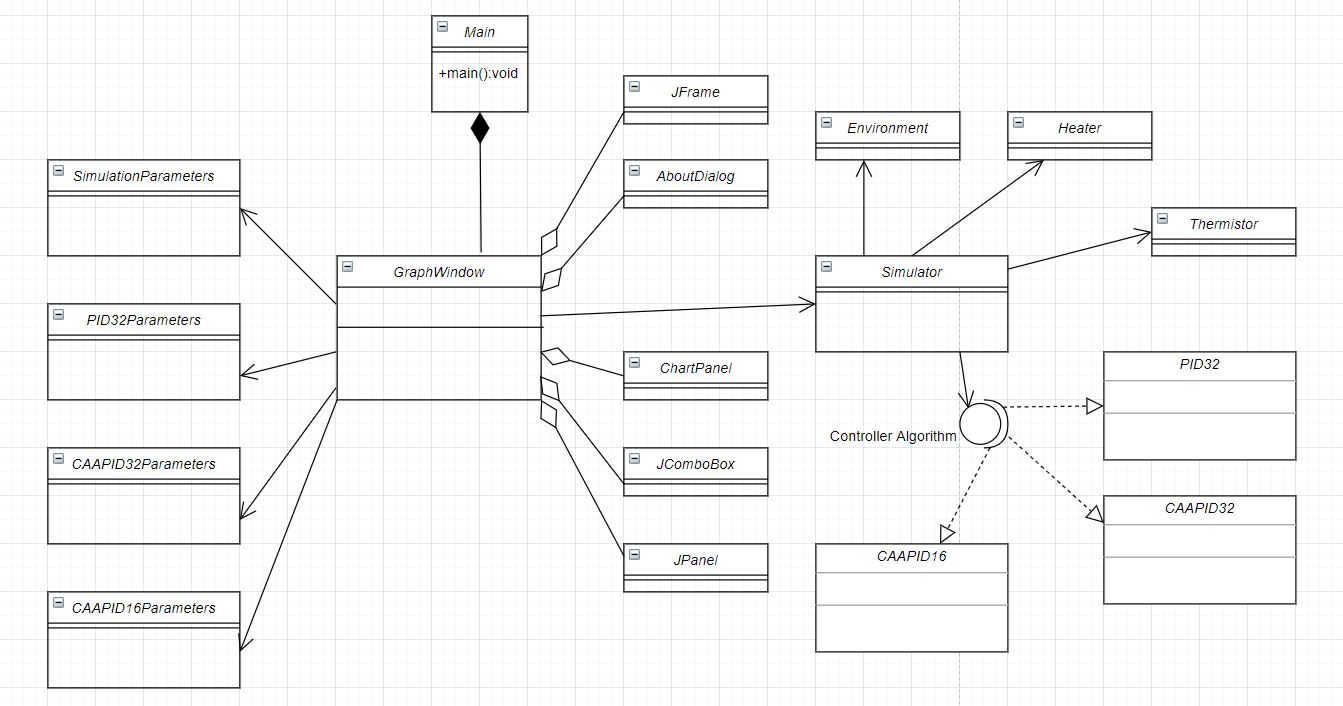 Main
+main():void
JFrame
Environment
Heater
SimulationParameters
AboutDialog
Thermistor
GraphWindow
Simulator
PID32Parameters
ChartPanel
PID32
Controller Algorithm
CAAPID32Parameters
JComboBox
CAAPID32
CAAPID16
JPanel
CAAPID16Parameters